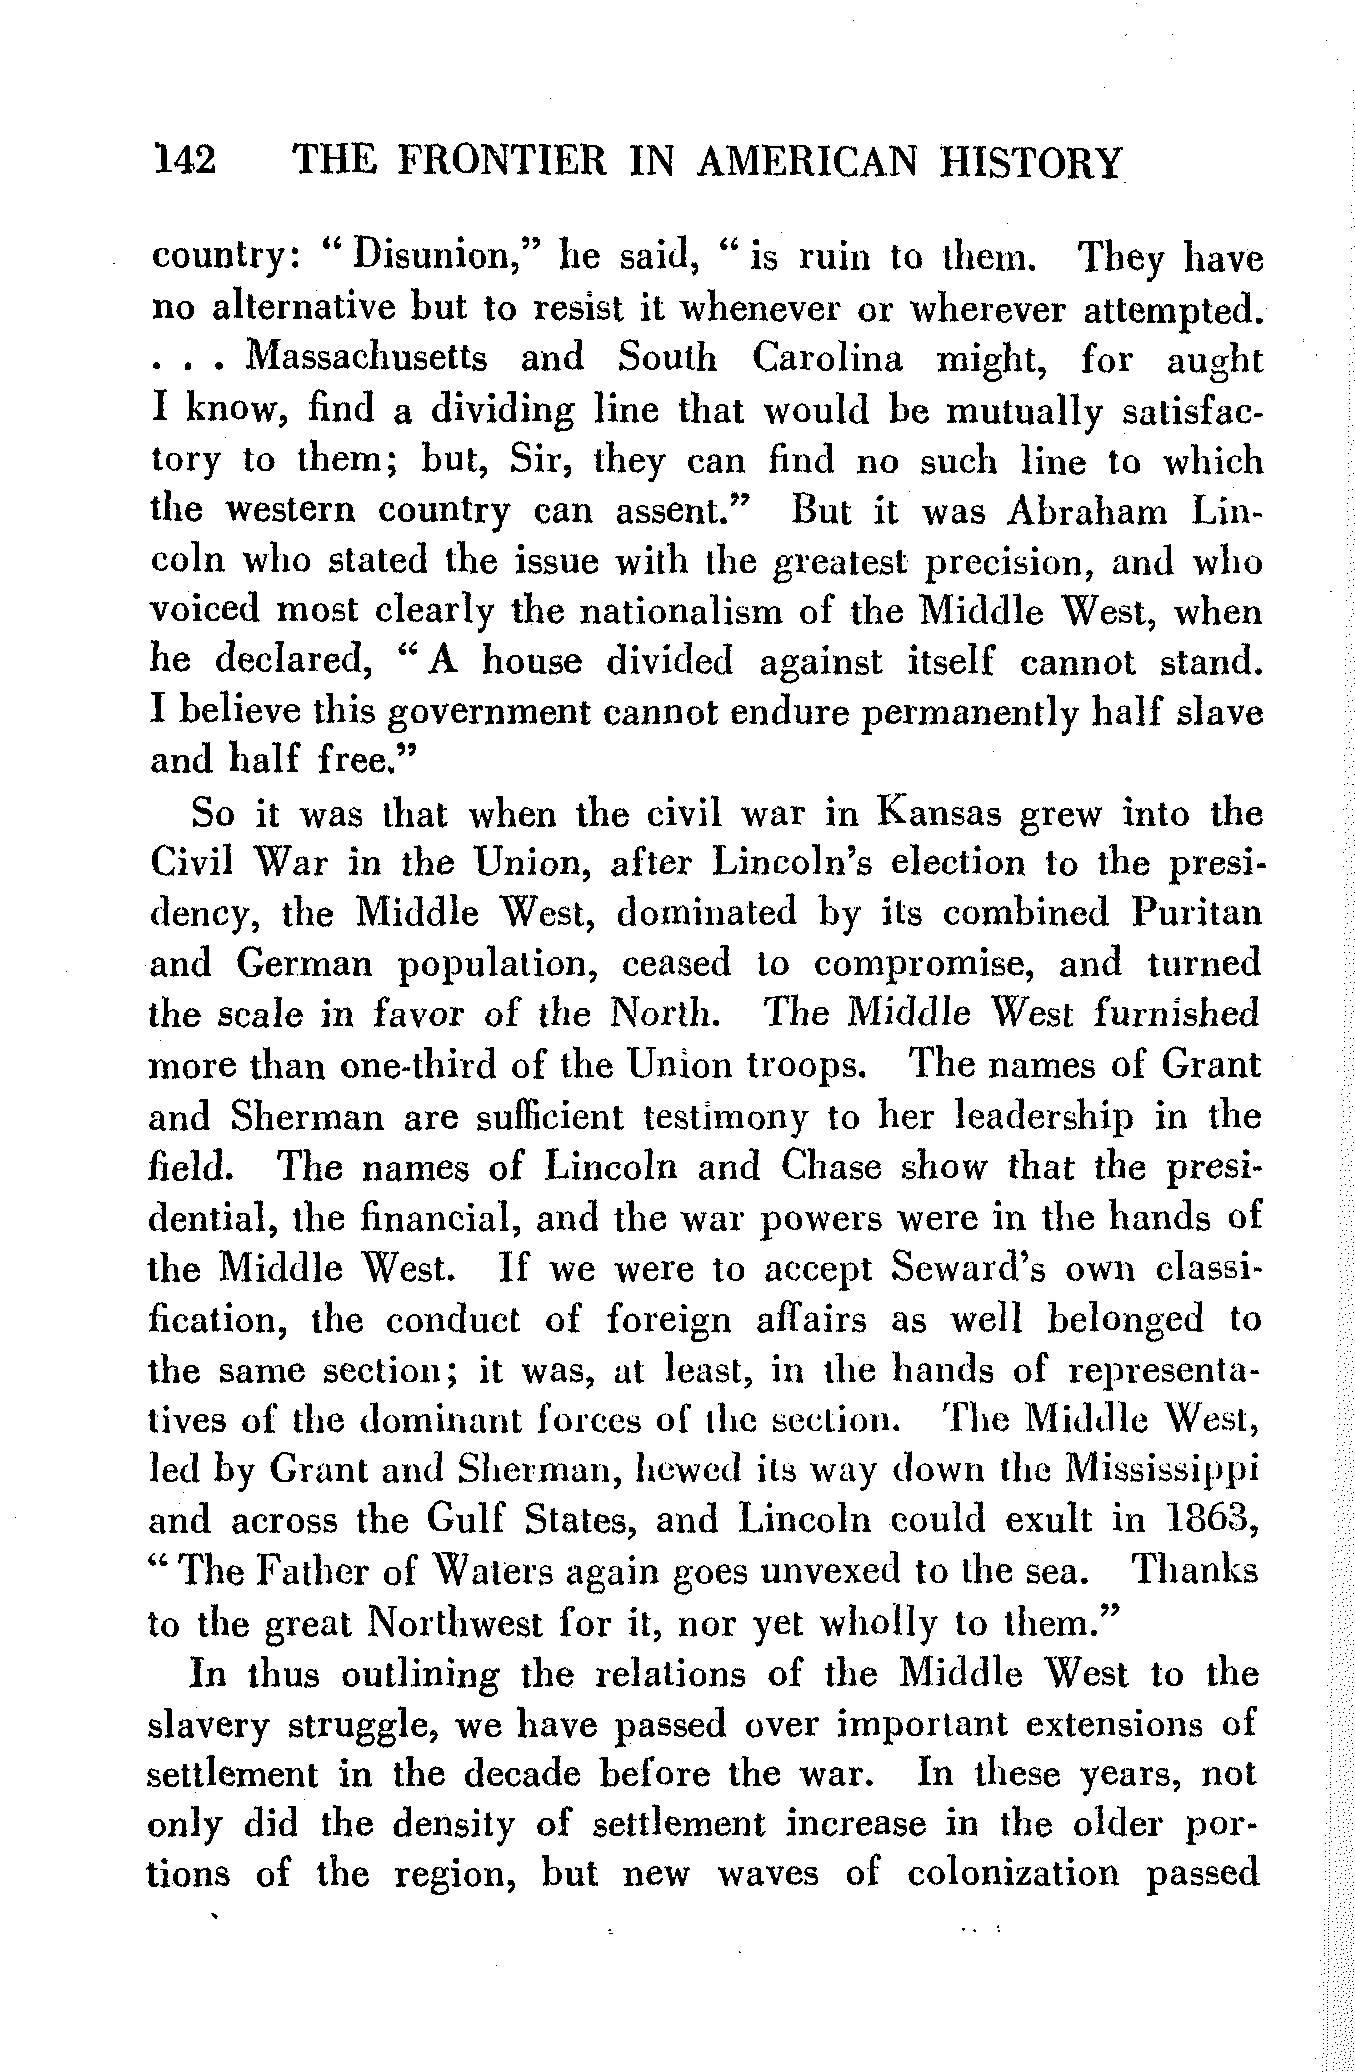 142 THE FRONTIER IN AMERICAN HISTORY
country: “Disunion,” he said, “is ruin to them. They have
no alternative but to resist it whenever or wherever attempted.
. . . Massachusetts and South Carolina might, for aught
I know, find a dividing line that would be mutually satisfac-
tory to them; but, Sir, they can find no such line to which
the western country can assent.” But it was Abraham Lin-
coln who stated the issue with the greatest precision, and who
voiced most clearly the nationalism of the Middle West, when
he declared, “A house divided against itself cannot stand.
I believe this government cannot endure permanently half slave
and half free.”
So it was that when the civil war in Kansas grew into the
Civil War in the Union, after Lincoln’s election to the presi-
dency, the Middle West, dominated by its combined Puritan
and German population, ceased to compromise, and turned
the scale in favor of the North. The Middle West furnished
more than one-third of the Union troops. The names of Grant
and Sherman are sufficient testimony to her leadership in the
field. The names of Lincoln and Chase show that the presi-
dential, the financial, and the war powers were in the hands of
the Middle West. If we were to accept Seward’s own classi-
fication, the conduct of foreign affairs as well belonged to
the same section; it was, at least, in the hands of representa-
tives of the dominant forces of the section. The Middle West,
led by Grant and Sherman, hewed its way down the Mississippi
and across the Gulf States, and Lincoln could exult in 1863,
“The Father of Waters again goes unvexed to the sea. Thanks
to the great Northwest for it, nor yet wholly to them.”
In thus outlining the relations of the Middle West to the
slavery struggle, we have passed over important extensions of
settlement in the decade before the war. In these years, not
only did the density of settlement increase in the older por-
tions of the region, but new waves of colonization passed